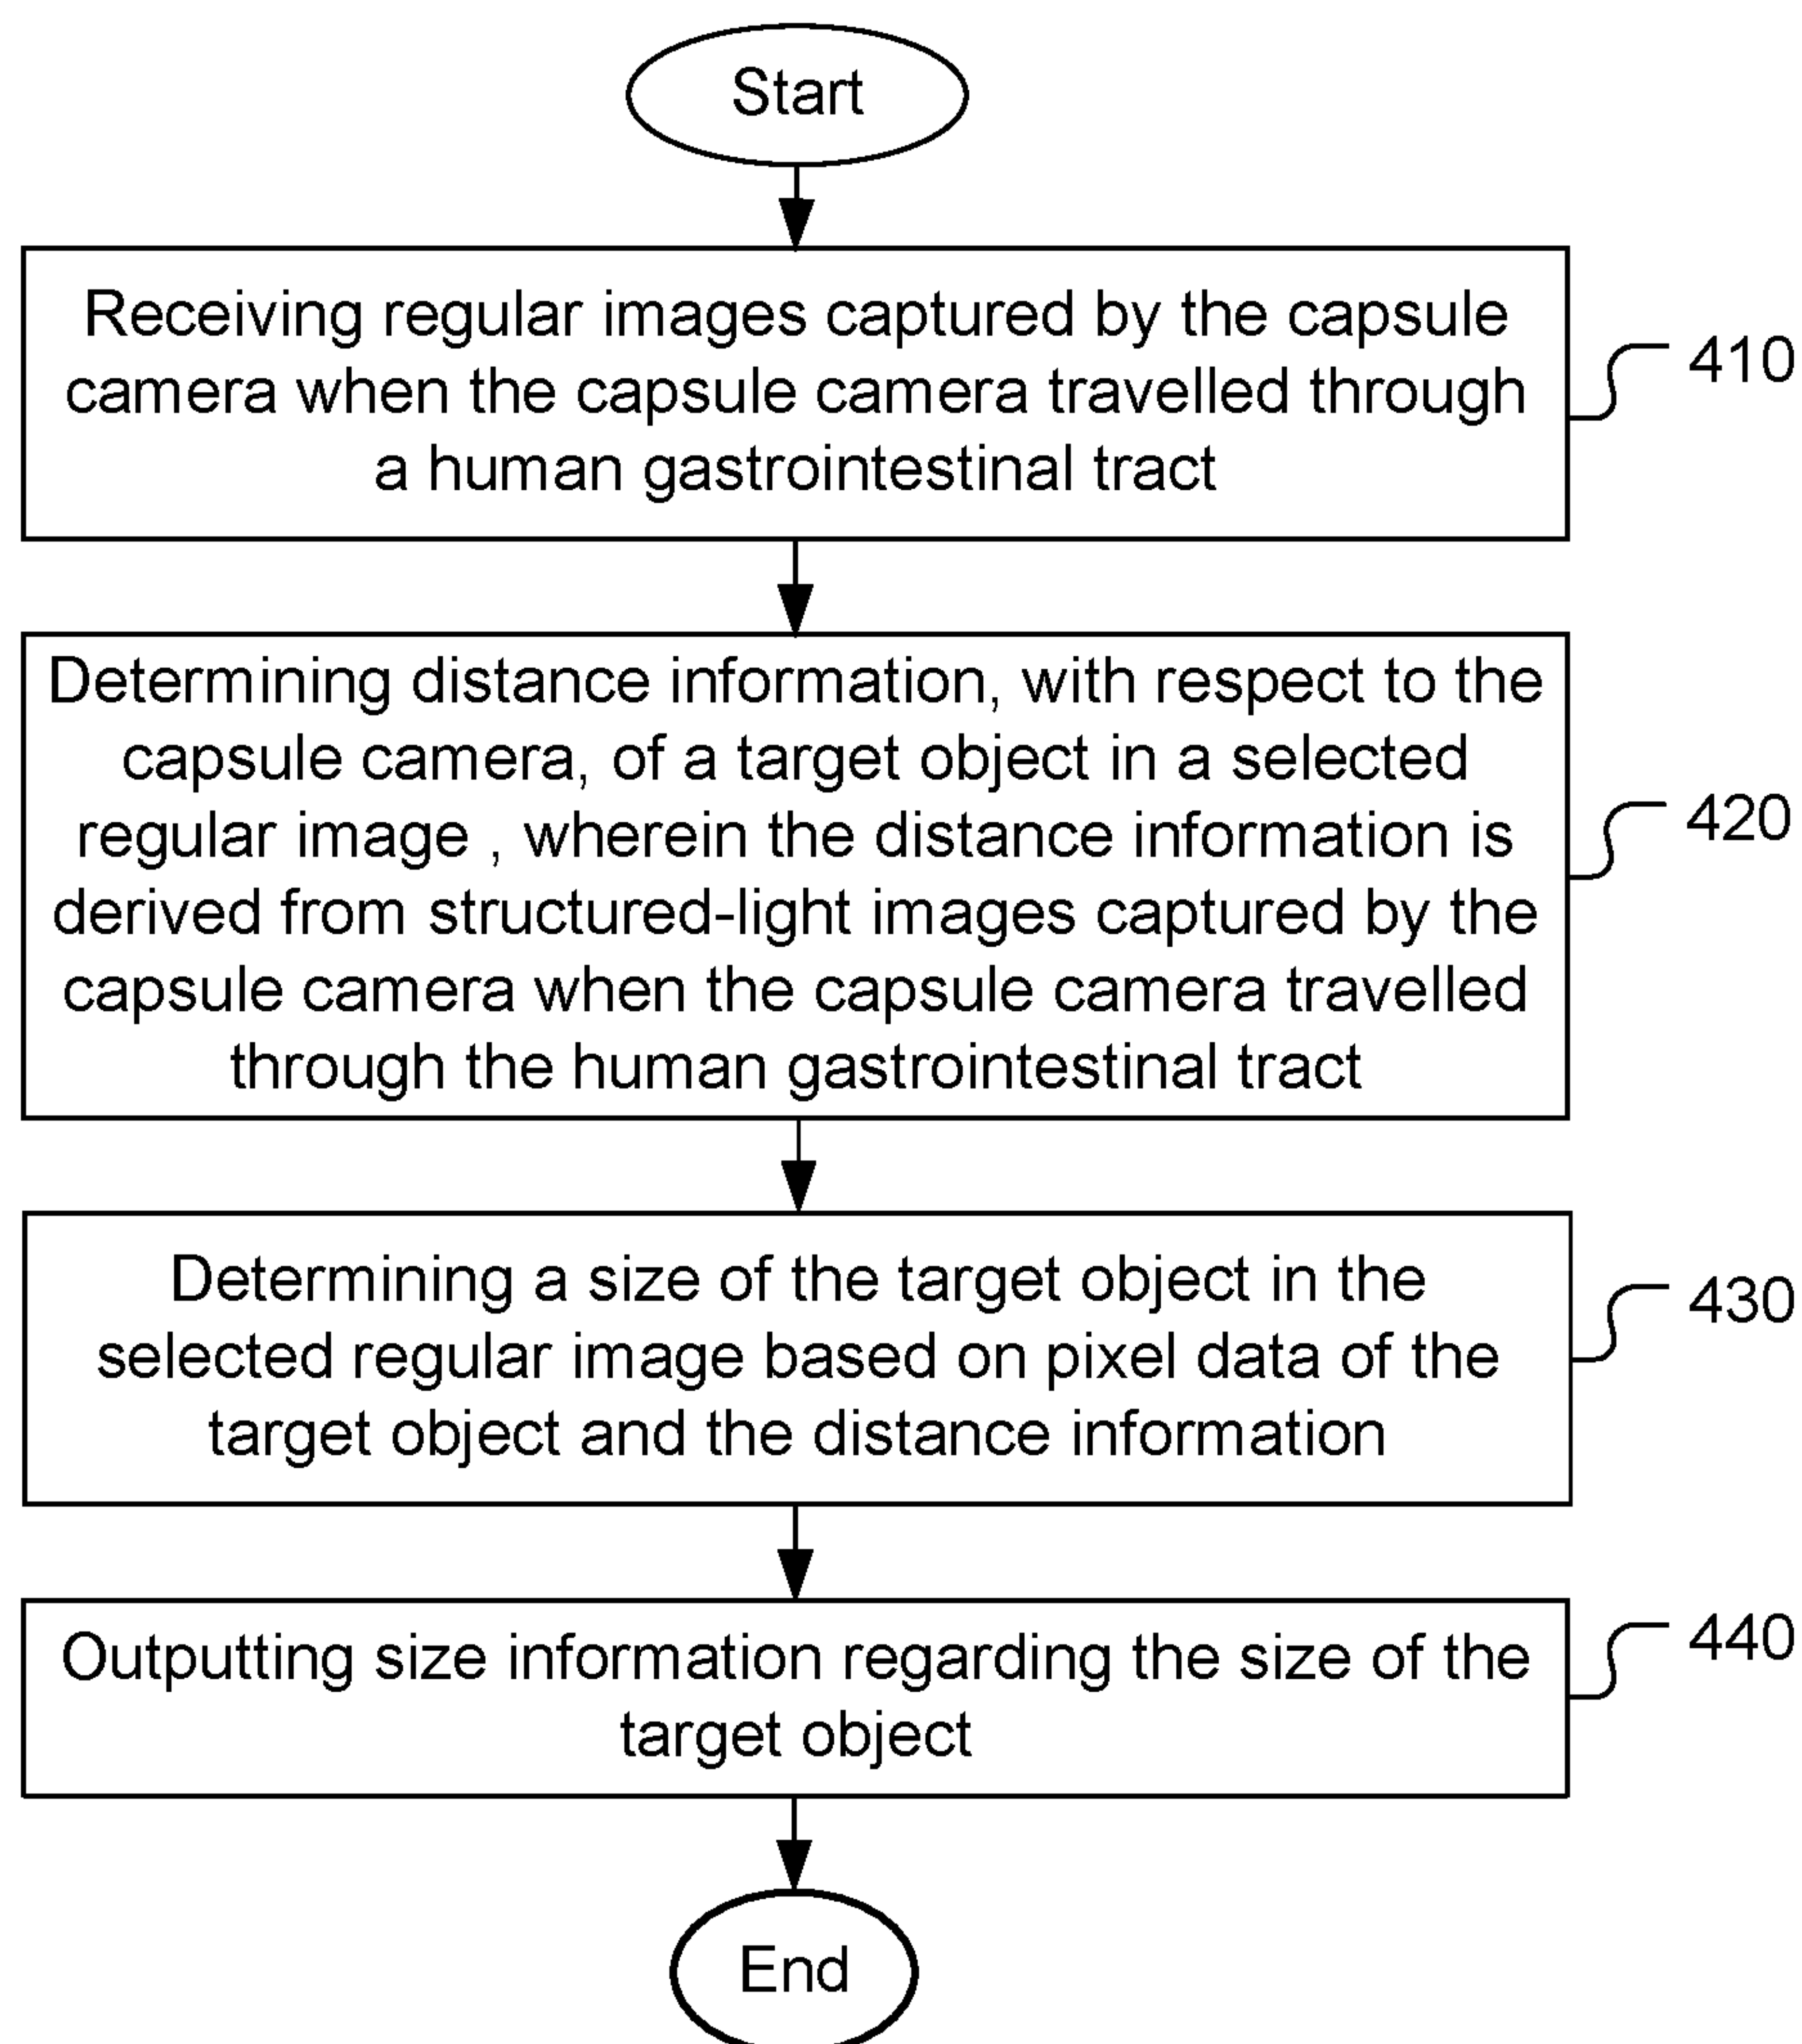 Start
Receiving regular images captured by the capsule
camera when the capsule camera travelled through
a human gastrointestinal tract
410
Determining distance information, with respect to the
capsule camera, of a target object in a selected
regular image , wherein the distance information is
derived from structured-light images captured by the
capsule camera when the capsule camera travelled
through the human gastrointestinal tract
420
Determining a size of the target object in the
selected regular image based on pixel data of the
target object and the distance information
430
Outputting size information regarding the size of the
target object
440
End